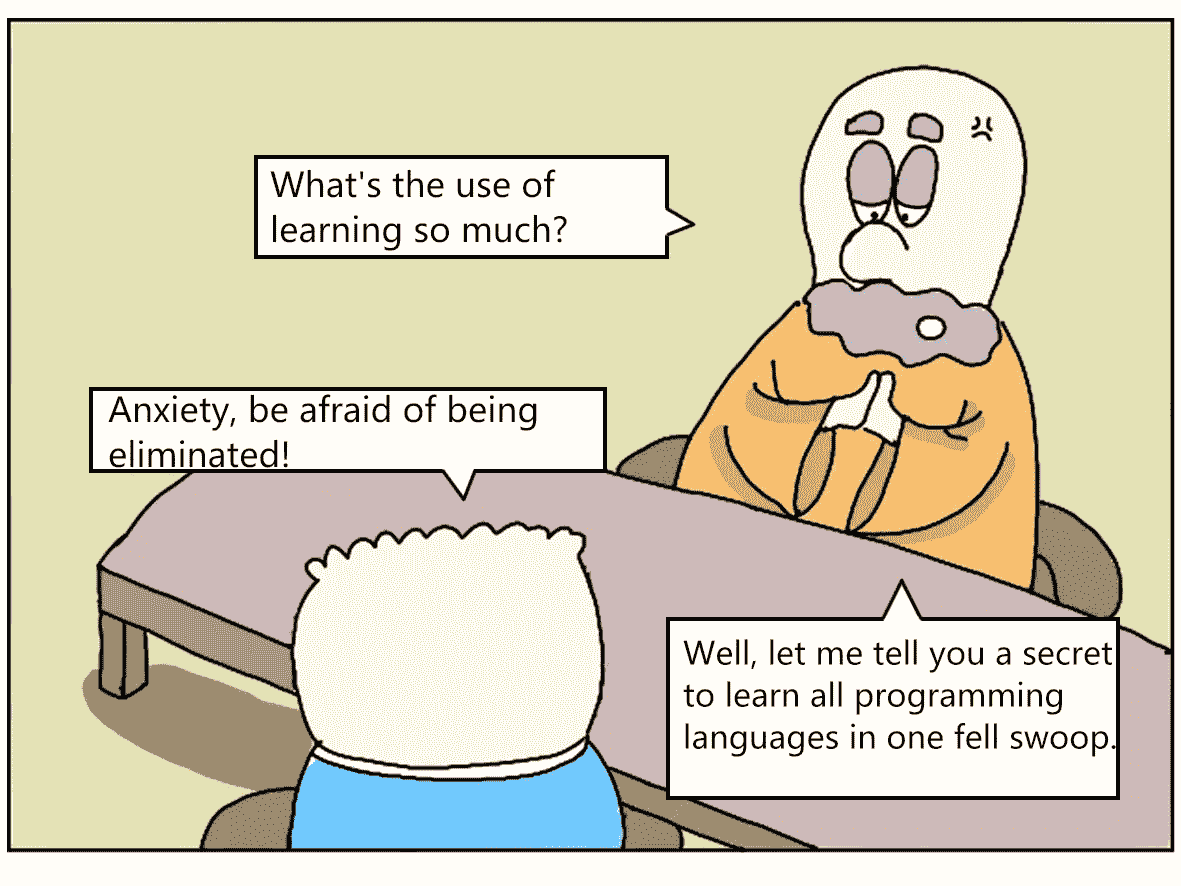 What's the use of
learning so much?
Anxiety, be afraid of being
eliminated!
Well, let me tell you a secret
to learn all programming
languages in one fell swoop.